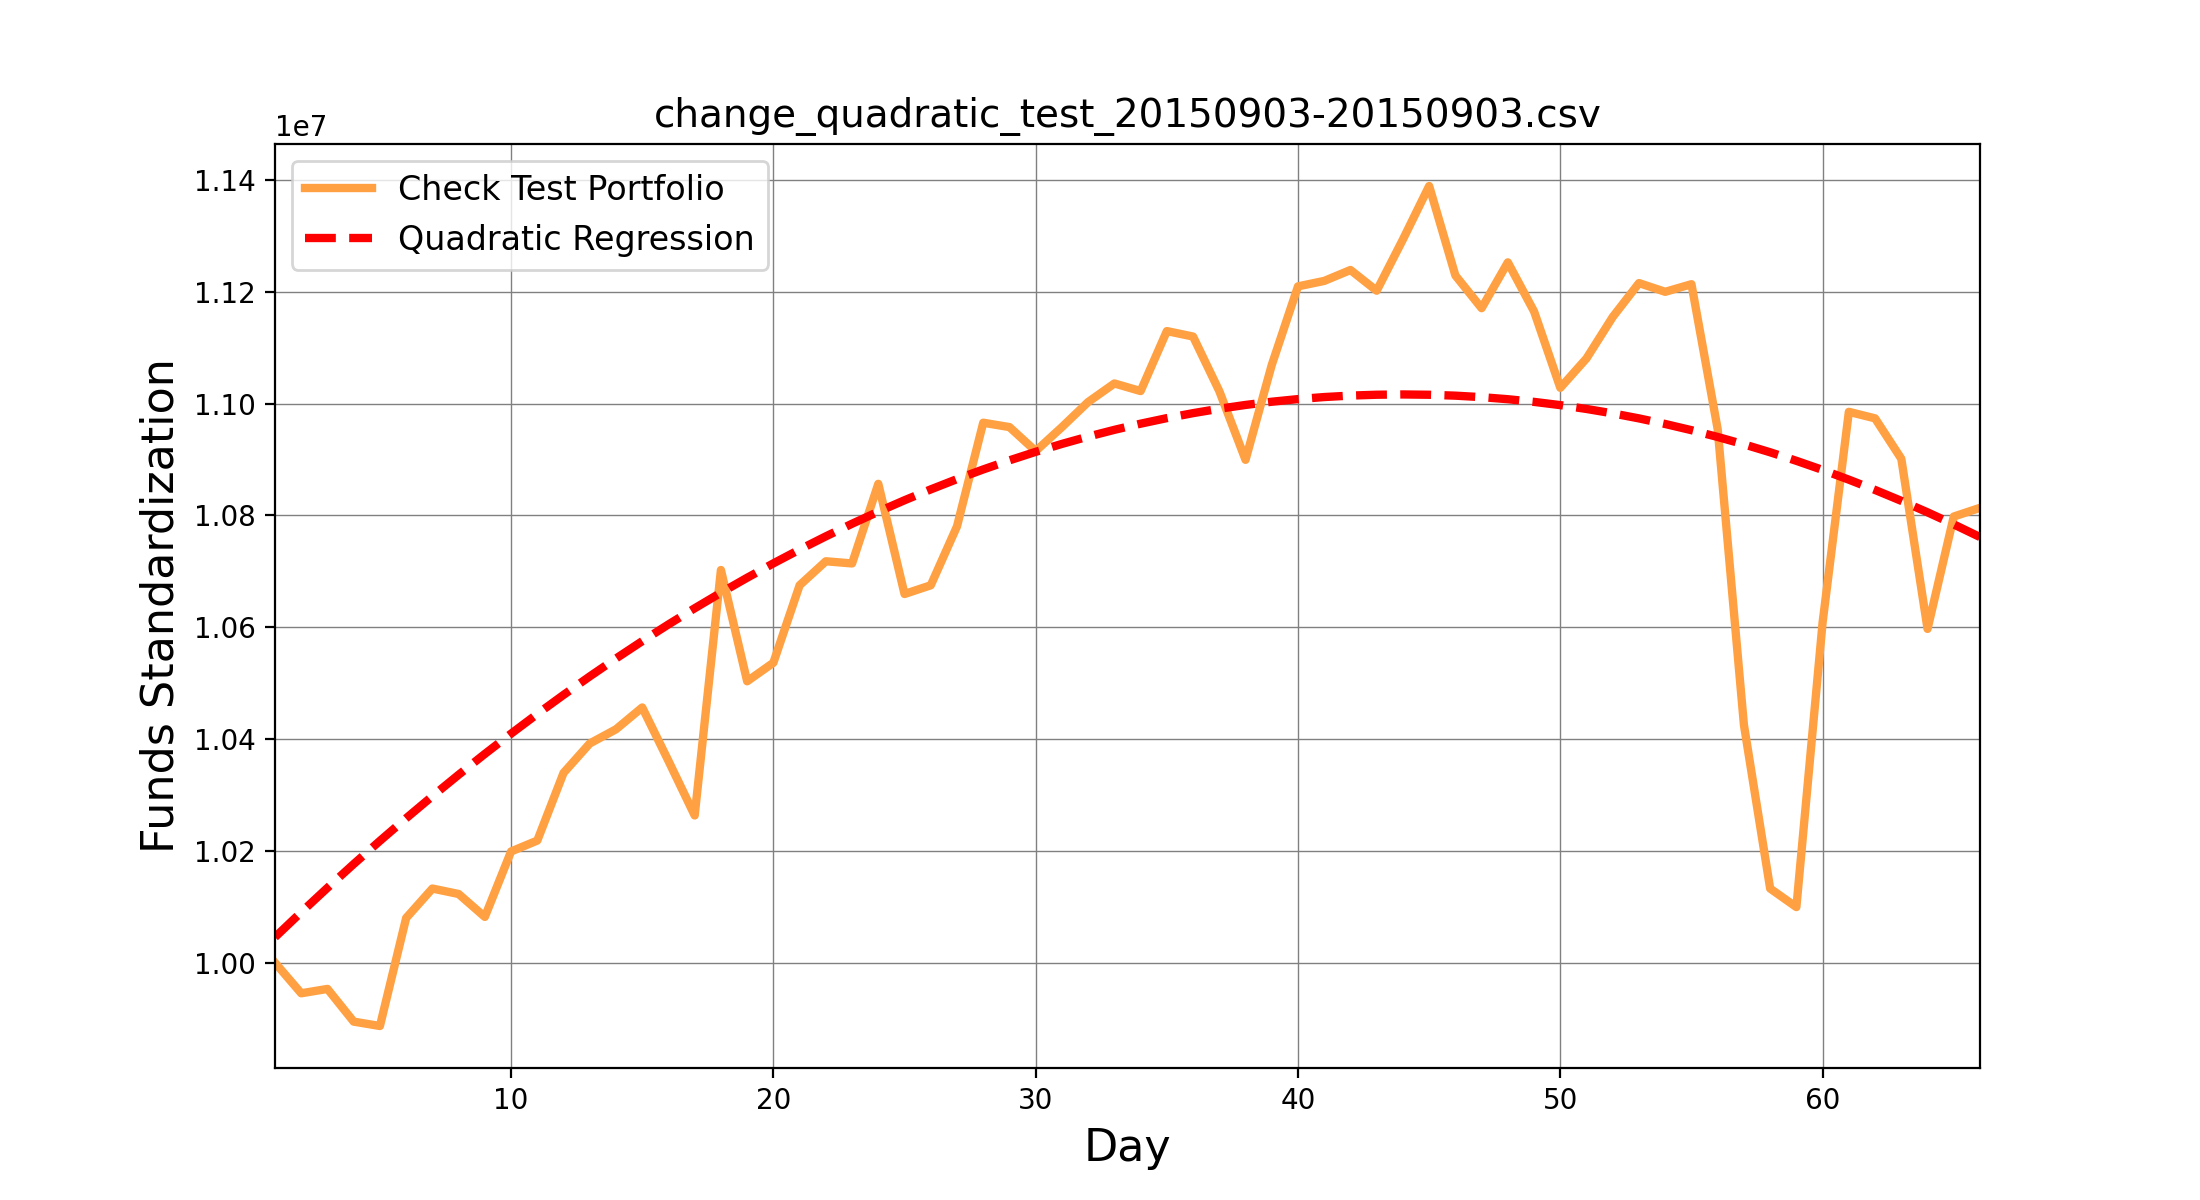 change_quadratic_test_20150903-20150903.csv
1e7
Check Test Portfolio
Quadratic Regression
1.14
1.12
1.10
1.08
1.06
1.04
1.02
1.00
Funds Standardization
10 20 30 40 50 60
Day